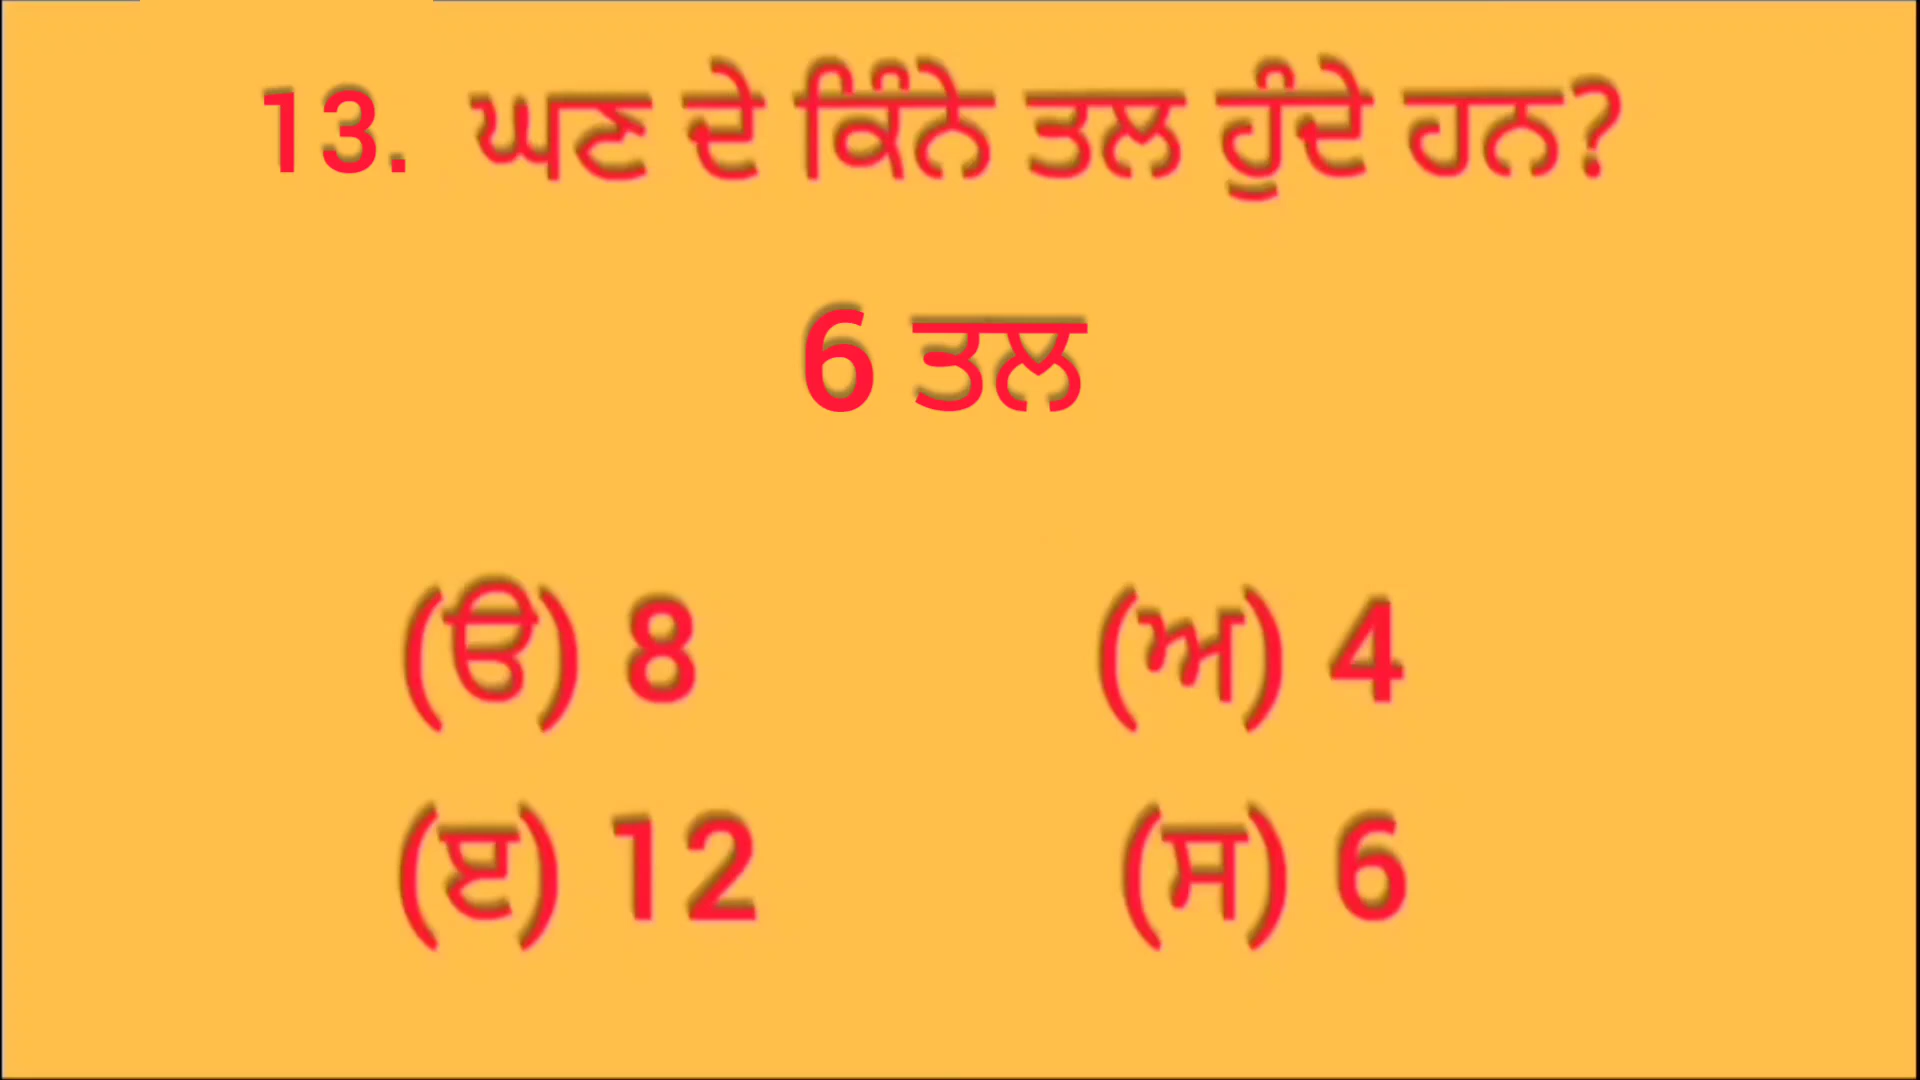 13. ਘਣ ਦੇ ਕਿੰਨੇ ਤਲ ਹੁੰਦੇ ਹਨ?
6 ਤਲ
(ੳ) 8 (ਅ) 4
(ੲ) 12 (ਸ) 6